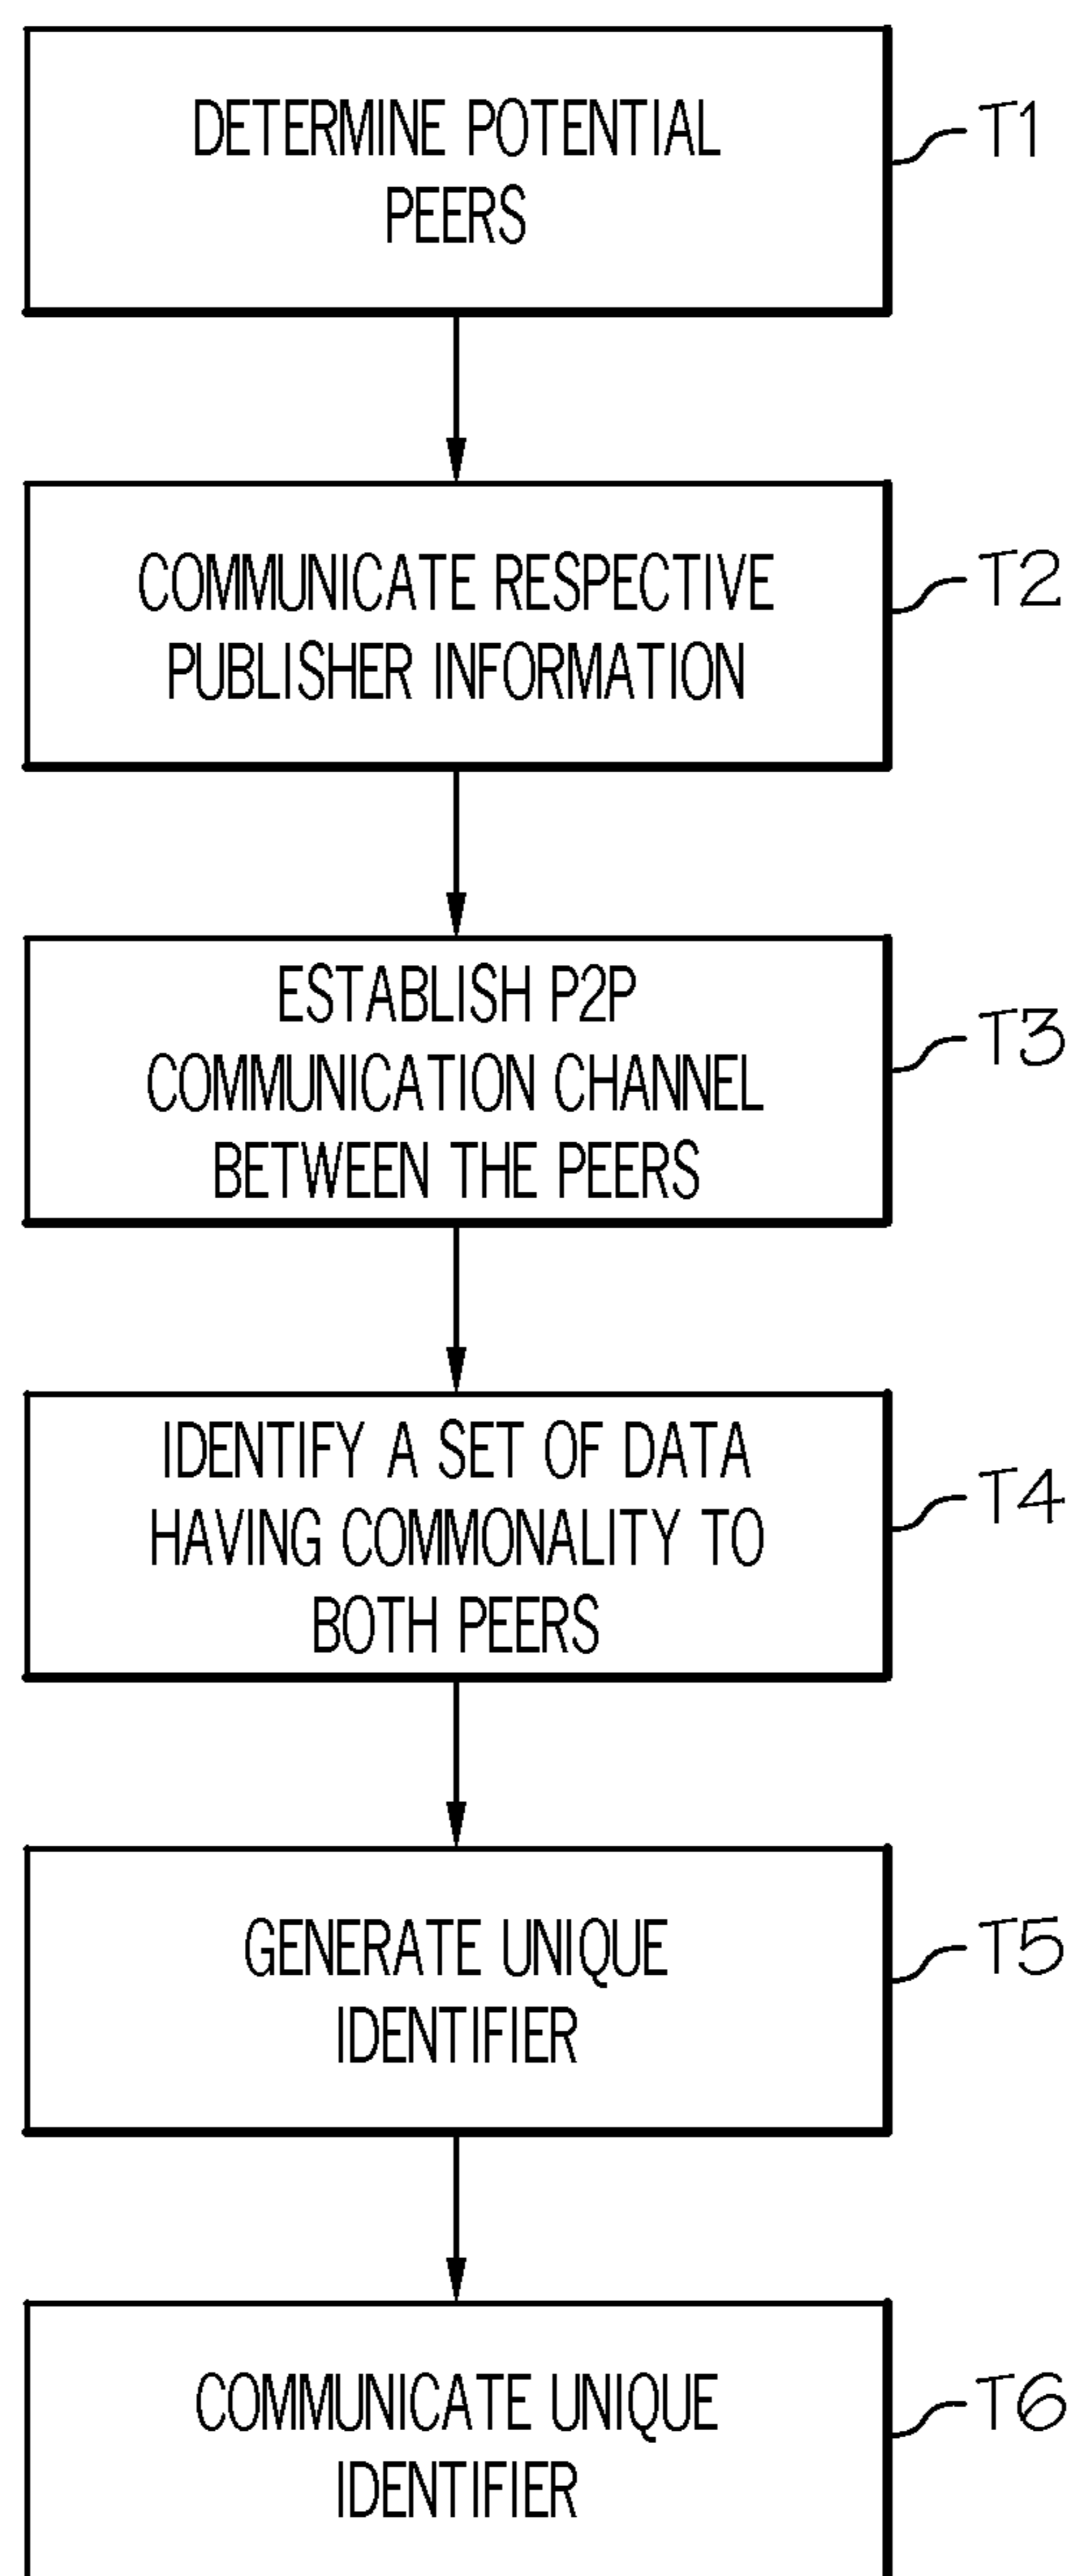 DETERMINE POTENTIAL
PEERS
T1
COMMUNICATE RESPECTIVE
PUBLISHER INFORMATION
T2
ESTABLISH P2P
COMMUNICATION CHANNEL
BETWEEN THE PEERS
T3
IDENTIFY A SET OF DATA
HAVING COMMONALITY TO
BOTH PEERS
T4
GENERATE UNIQUE
IDENTIFIER
T5
COMMUNICATE UNIQUE
IDENTIFIER
T6